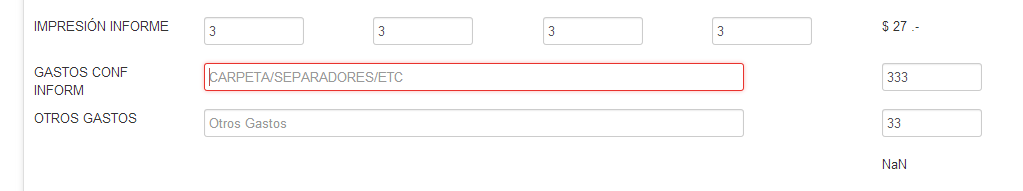 IMPRESIÓN INFORME 3 3 3 3 $ 27 .-
GASTOS CONF
INFORM
CARPETA/SEPARADORES/ETC 333
OTROS GASTOS Otros Gastos 33
NaN